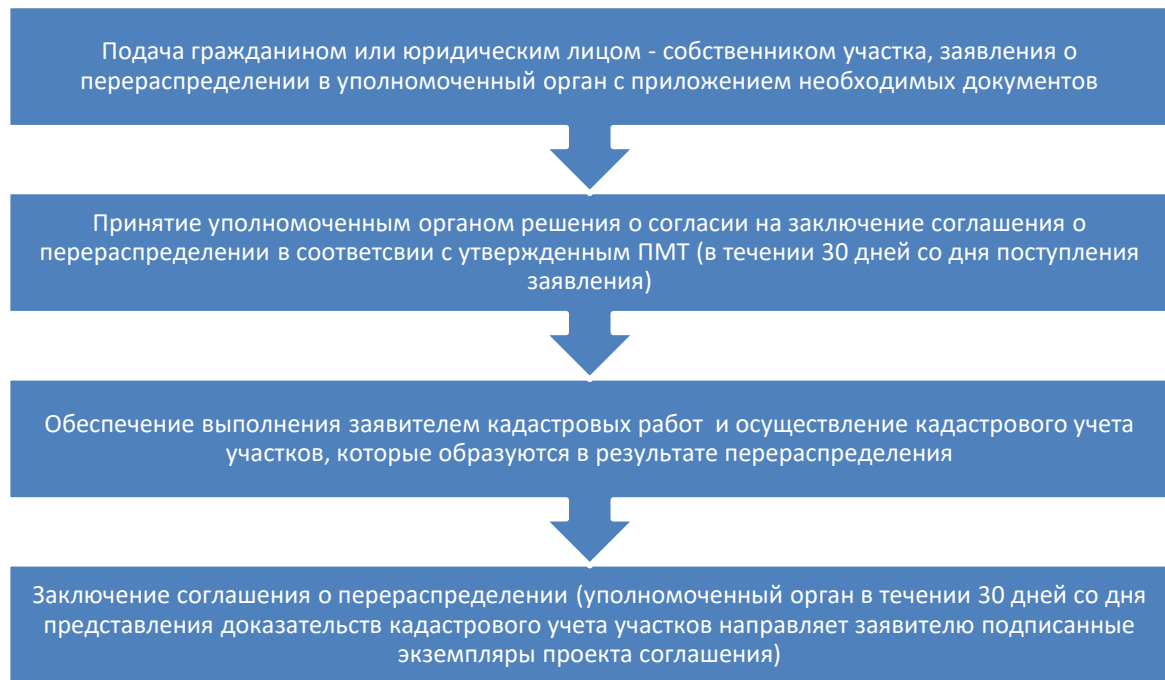 Подача гражданином или юридическим лицом - собственником участка, заявления о
перераспределении в уполномоченный орган с приложением необходимых документов
Принятие уполномоченным органом решения о согласии на заключение соглашения о
перераспределении в соответсвии с утвержденным ПМТ (в течении 30 дней со дня поступления
заявления)
Обеспечение выполнения заявителем кадастровых работ  и осуществление кадастрового учета
участков, которые образуются в результате перераспределения
Заключение соглашения о перераспределении (уполномоченный орган в течении 30 дней со дня
представления доказательств кадастрового учета участков направляет заявителю подписанные
экземпляры проекта соглашения)